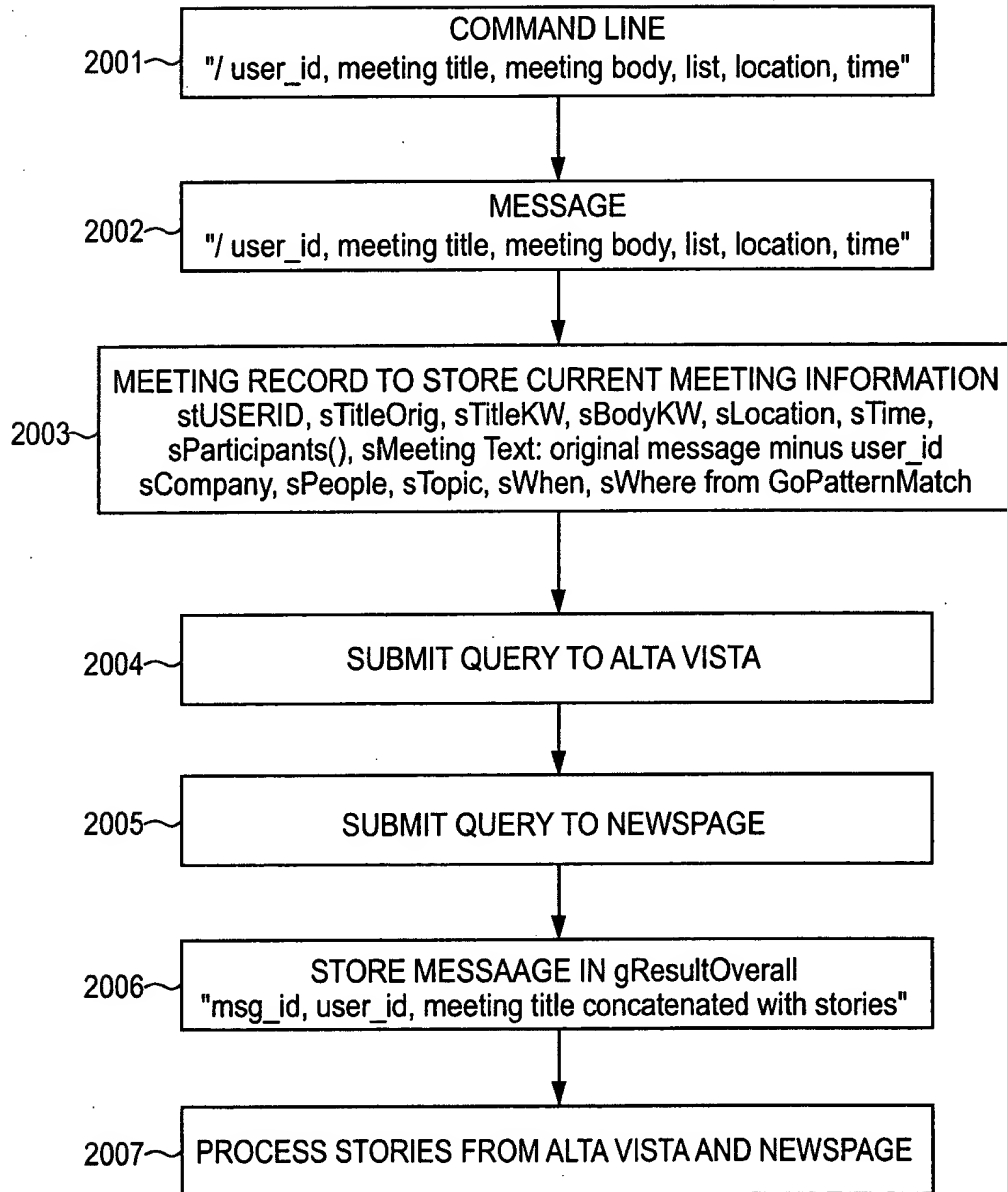 COMMAND LINE
2001
"/ user_id, meeting title, meeting body, list, location, time"
MESSAGE
2002
"/ user_id, meeting title, meeting body, list, location, time"
MEETING RECORD TO STORE CURRENT MEETING INFORMATION
stUSERID, sTitleOrig, sTitleKW, sBodyKW, sLocation, sTime,
2003
sParticipants(), sMeeting Text: original message minus user_id
sCompany, sPeople, sTopic, sWhen, sWhere from GoPatternMatch
2004
SUBMIT QUERY TO ALTA VISTA
2005
SUBMIT QUERY TO NEWSPAGE
STORE MESSAAGE IN gResultOverall
2006
"msg_id, user_id, meeting title concatenated with stories"
2007
PROCESS STORIES FROM ALTA VISTA AND NEWSPAGE